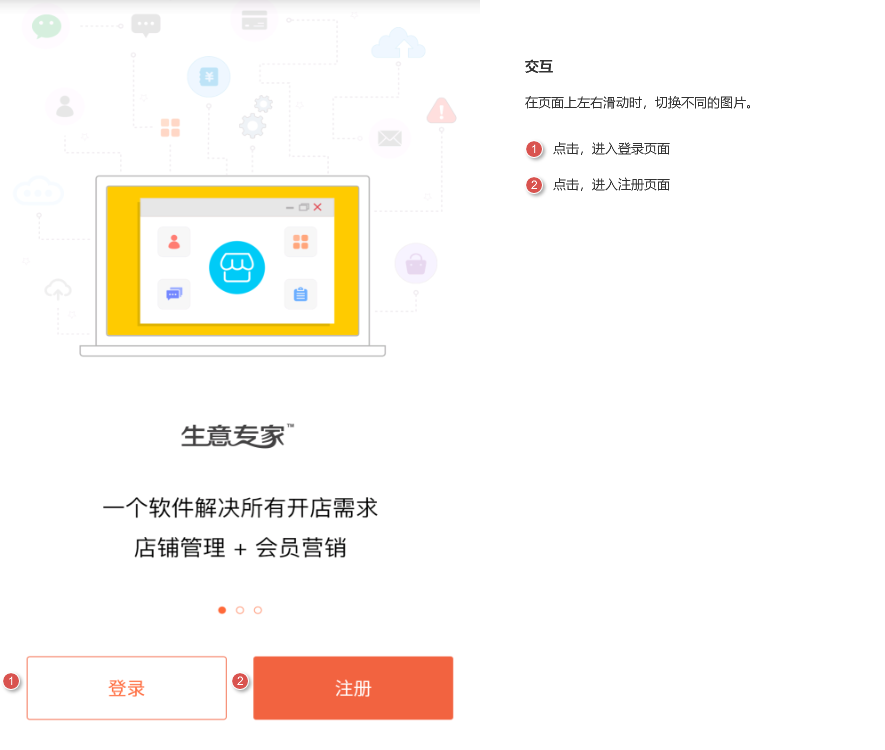 生意专家™
一个软件解决所有开店需求
店铺管理 + 会员营销
1 登录
2 注册
交互
在页面上左右滑动时，切换不同的图片。
1 点击，进入登录页面
2 点击，进入注册页面